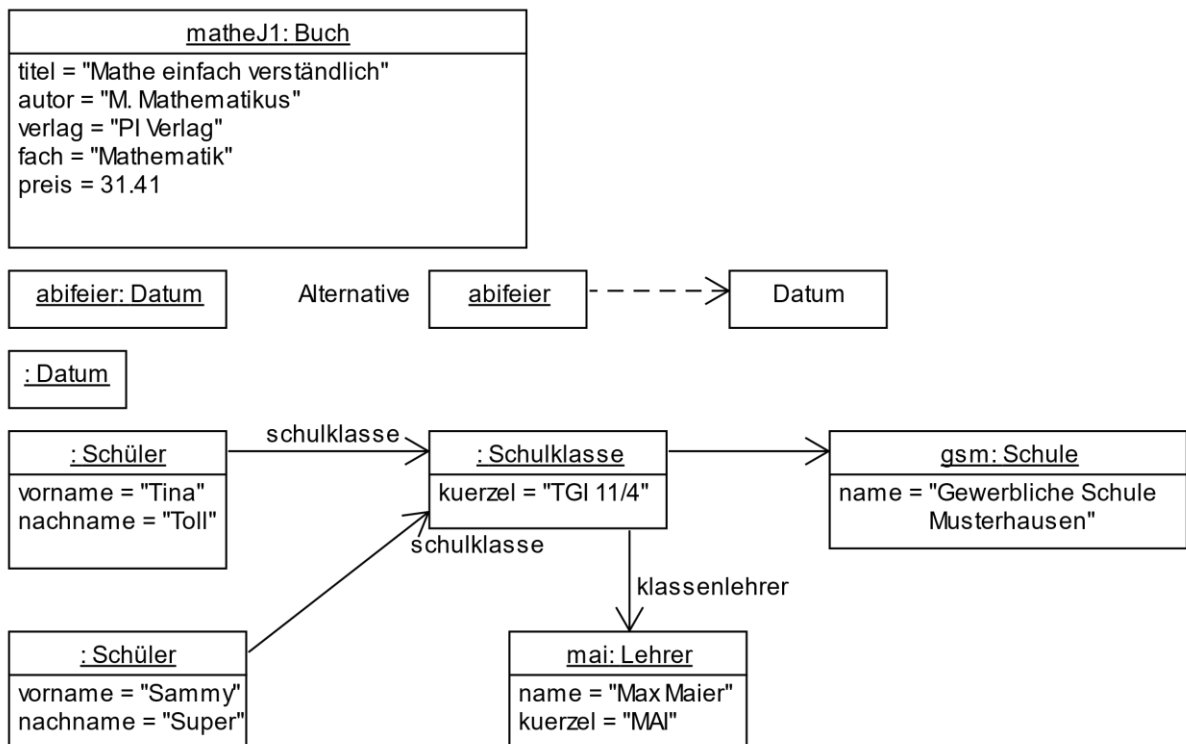 matheJ1: Buch
titel = "Mathe einfach verständlich"
autor = "M. Mathematikus"
verlag = "PI Verlag"
fach = "Mathematik"
preis = 31.41
abifeier: Datum
Alternative
abifeier
Datum
: Datum
: Schüler
vorname = "Tina"
nachname = "Toll"
schulklasse
: Schulklasse
kuerzel = "TGI 11/4"
gsm: Schule
name = "Gewerbliche Schule
Musterhausen"
schulklasse
klassenlehrer
: Schüler
vorname = "Sammy"
nachname = "Super"
mai: Lehrer
name = "Max Maier"
kuerzel = "MAI"